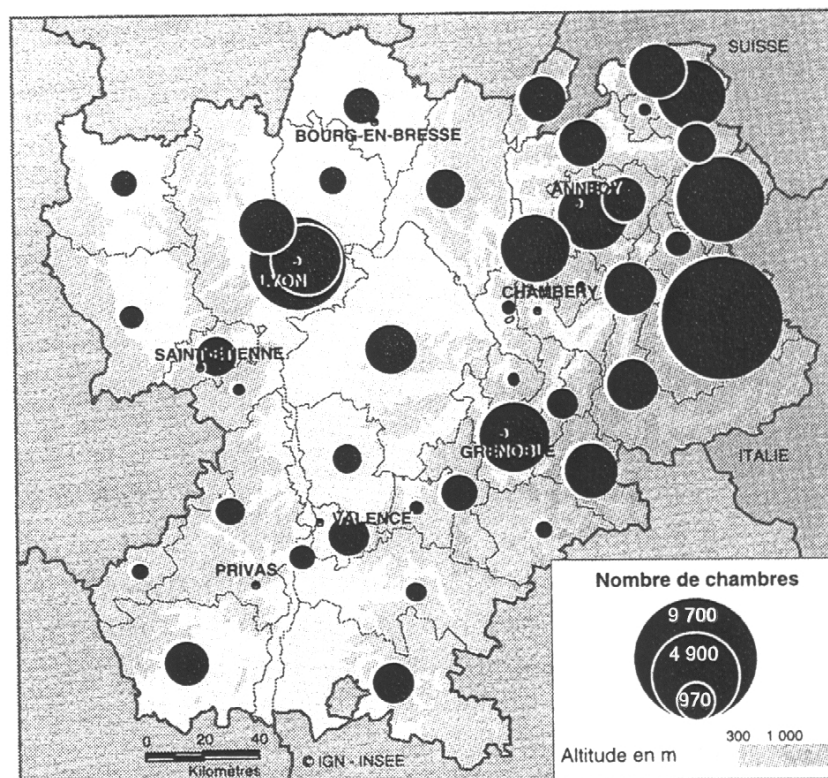 SUISSE
BOURG-EN-BRESSE
ANNECY
LYON
CHAMBERY
SAINT-ETIENNE
GRENOBLE
ITALIE
VALENCE
PRIVAS
Nombre de chambres
9 700
4 900
970
300 1 000
Altitude en m
0 20 40
Kilomètres
© IGN - INSEE